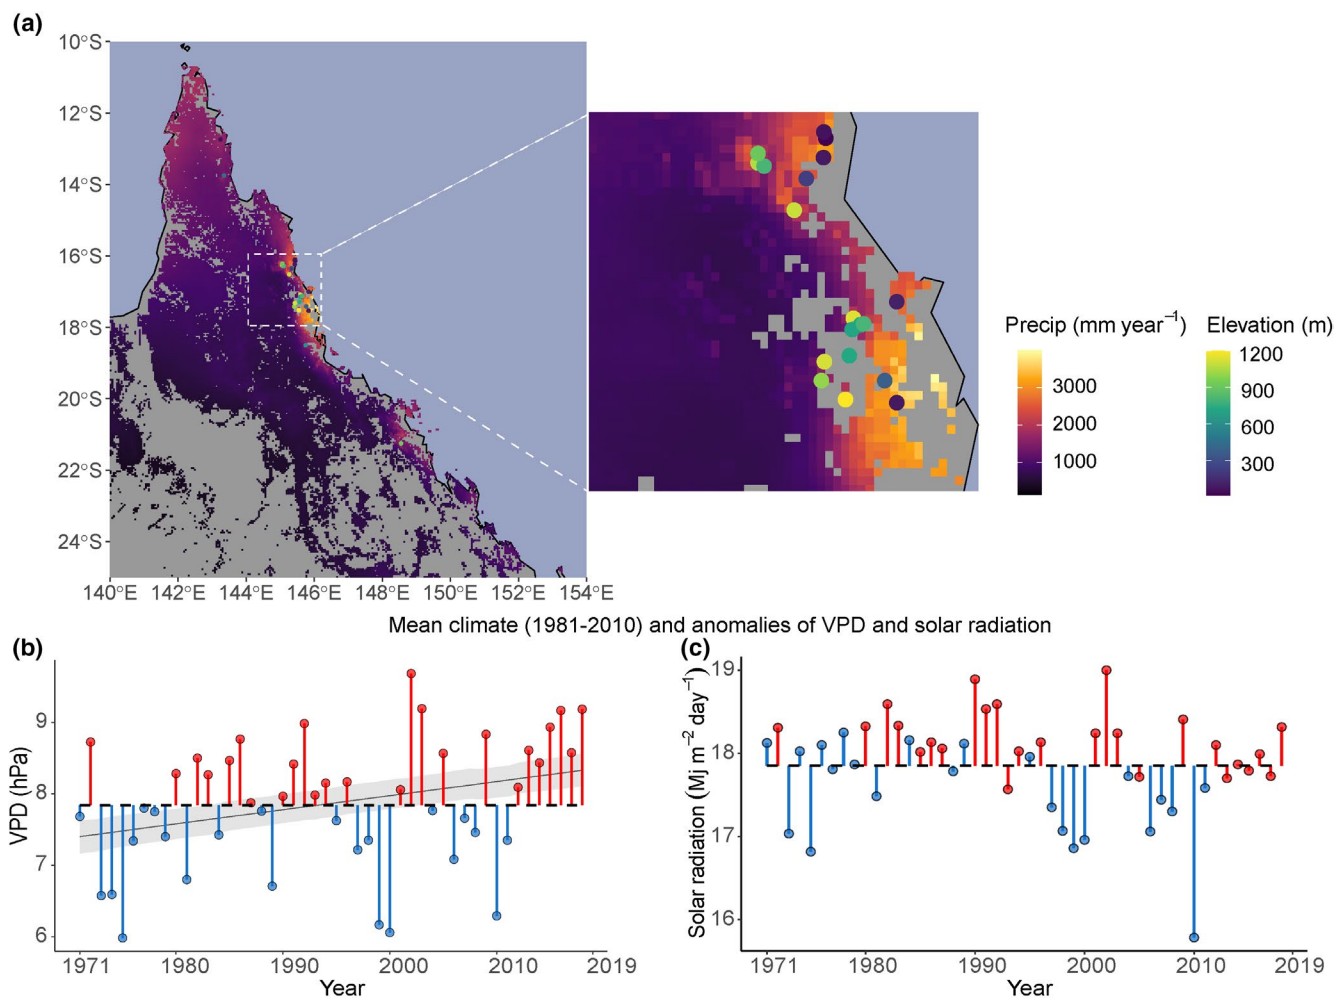 (a)
10°S
12°S
14°S
16°S
18°S
20°S
22°S
24°S
140°E 142°E 144°E 146°E 148°E 150°E 152°E 154°E
Precip (mm year⁻¹)
3000
2000
1000
Elevation (m)
1200
900
600
300
Mean climate (1981-2010) and anomalies of VPD and solar radiation
(b)
VPD (hPa)
9
8
7
6
1971 1980 1990 2000 2010 2019
Year
(c)
Solar radiation (Mj m⁻² day⁻¹)
19
18
17
16
1971 1980 1990 2000 2010 2019
Year